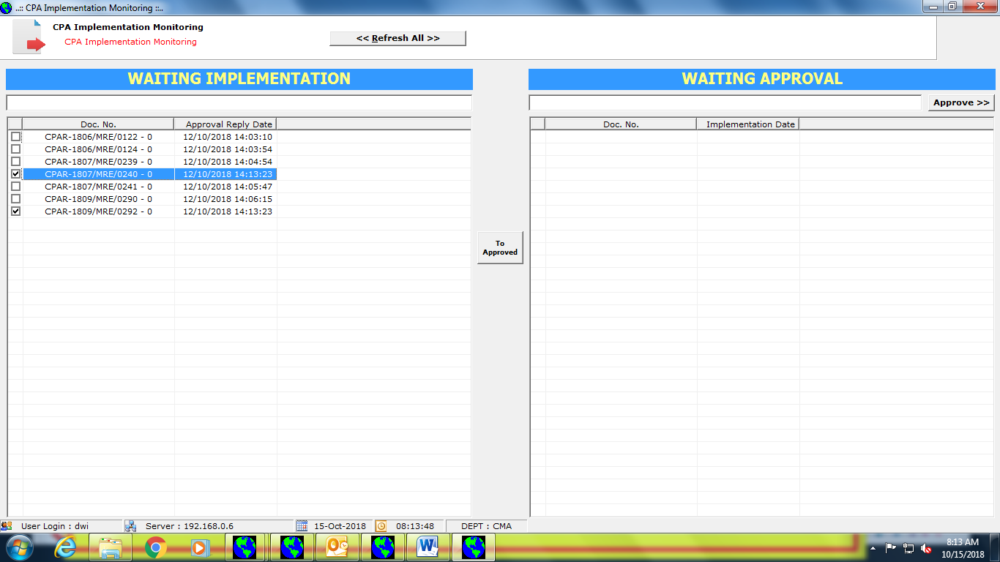 ..:: CPA Implementation Monitoring ::..
CPA Implementation Monitoring
CPA Implementation Monitoring
<< Refresh All >>
WAITING IMPLEMENTATION
Doc. No. Approval Reply Date
CPAR-1806/MRE/0122 - 0 12/10/2018 14:03:10
CPAR-1806/MRE/0124 - 0 12/10/2018 14:03:54
CPAR-1807/MRE/0239 - 0 12/10/2018 14:04:54
CPAR-1807/MRE/0240 - 0 12/10/2018 14:13:23
CPAR-1807/MRE/0241 - 0 12/10/2018 14:05:47
CPAR-1809/MRE/0290 - 0 12/10/2018 14:06:15
CPAR-1809/MRE/0292 - 0 12/10/2018 14:13:23
To
Approved
WAITING APPROVAL
Approve >>
Doc. No. Implementation Date
User Login : dwi Server : 192.168.0.6 15-Oct-2018 08:13:48 DEPT : CMA
8:13 AM
10/15/2018